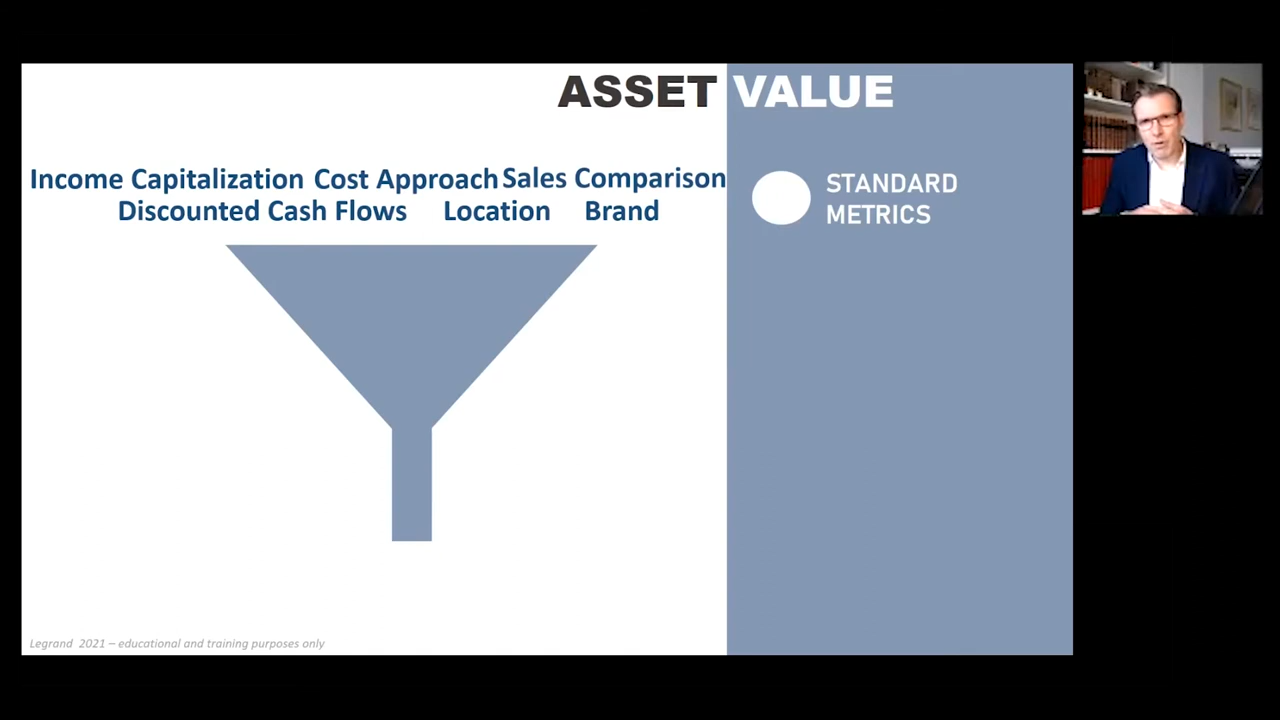 ASSET VALUE
Income Capitalization Cost Approach Sales Comparison
Discounted Cash Flows Location Brand
STANDARD
METRICS
Legrand 2021 – educational and training purposes only